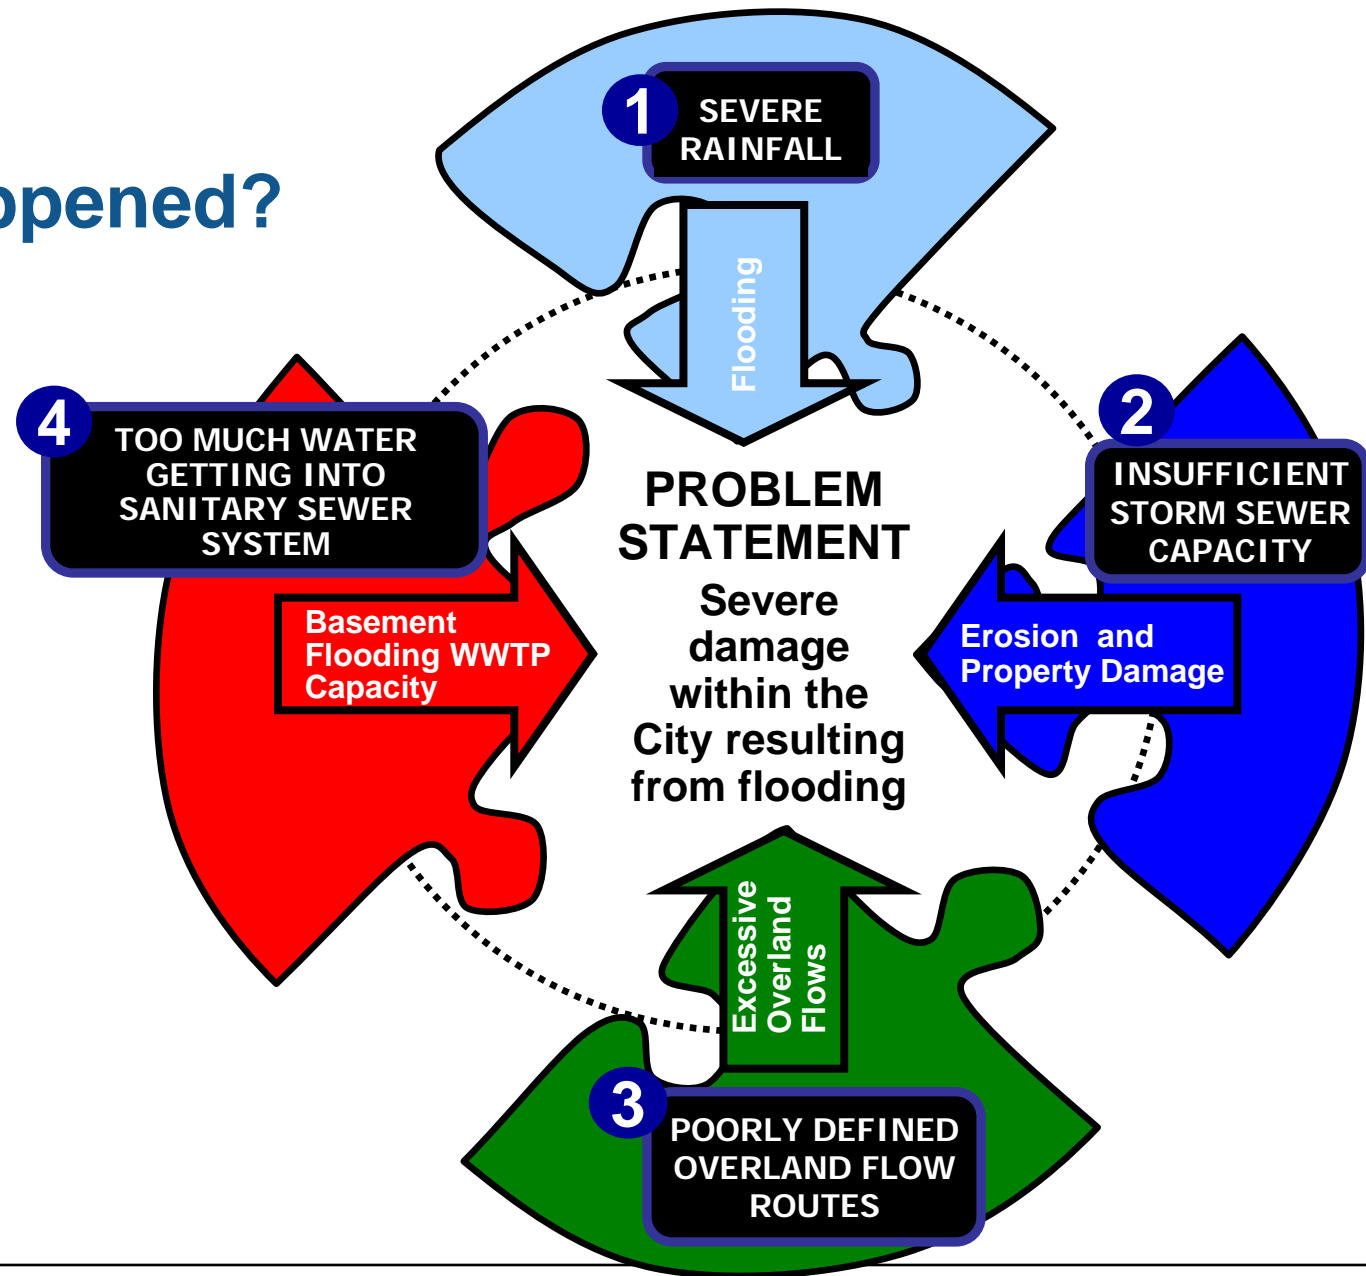 ppened?
1
SEVERE
RAINFALL
Flooding
2
INSUFFICIENT
STORM SEWER
CAPACITY
Erosion and
Property Damage
4
TOO MUCH WATER
GETTING INTO
SANITARY SEWER
SYSTEM
Basement
Flooding WWTP
Capacity
PROBLEM
STATEMENT
Severe
damage
within the
City resulting
from flooding
Excessive
Overland
Flows
3
POORLY DEFINED
OVERLAND FLOW
ROUTES